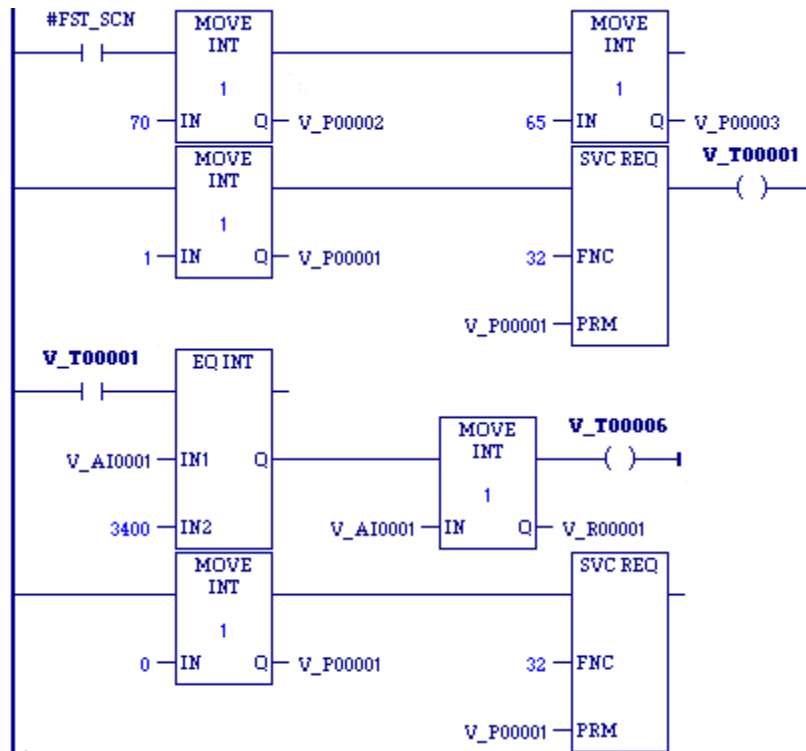 #FST_SCN
MOVE INT
MOVE INT
1
1
70 IN Q V_P00002
65 IN Q V_P00003
MOVE INT
SVC REQ
V_T00001
1
1 IN Q V_P00001
32 FNC
V_P00001 PRM
V_T00001
EQ INT
MOVE INT
V_T00006
V_AI0001 IN1 Q
1
3400 IN2
V_AI0001 IN Q V_R00001
MOVE INT
SVC REQ
1
0 IN Q V_P00001
32 FNC
V_P00001 PRM